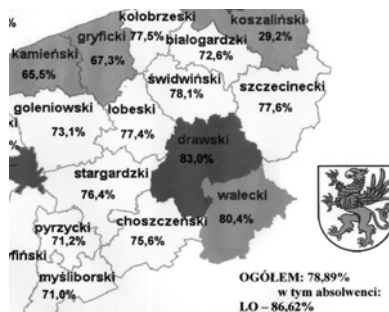 kołobrzeski
77,5%
koszaliński
29,2%
gryficki
67,3%
białogardzki
72,6%
kamieński
65,5%
świdwiński
78,1%
szczecinecki
77,6%
goleniowski
73,1%
łobeski
77,4%
drawski
83,0%
stargardzki
76,4%
wałecki
80,4%
pyrzycki
71,2%
choszczeński
75,6%
yfiński
myśliborski
71,0%
OGÓŁEM: 78,89%
w tym absolwenci:
LO – 86,62%